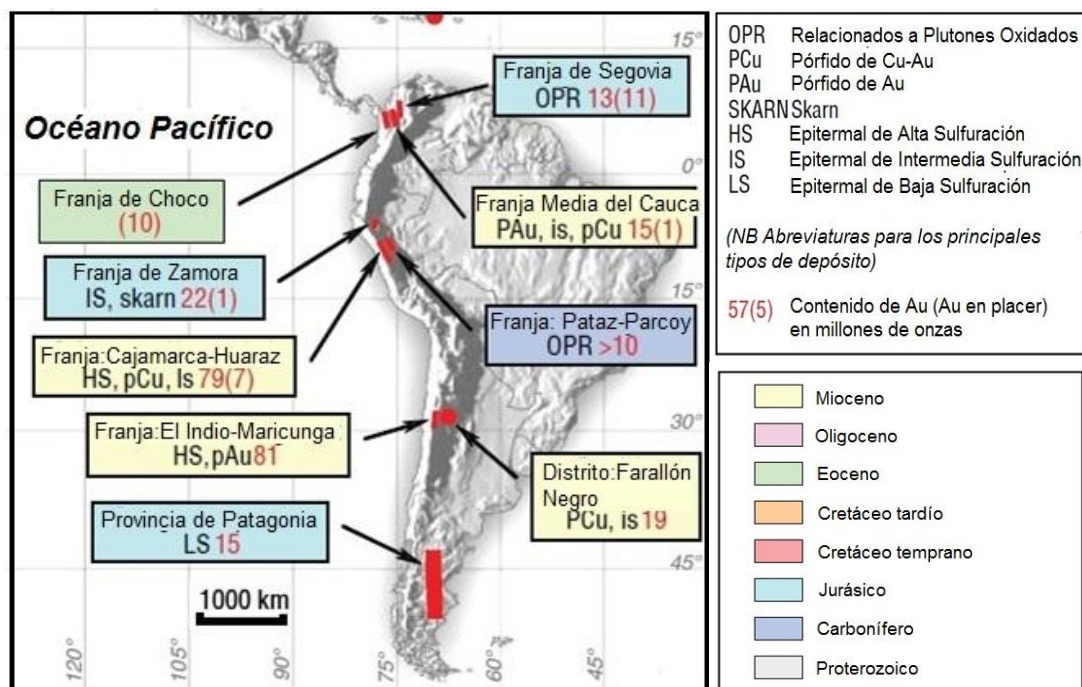 15°
0°
15°
30°
45°
120°
105°
90°
75°
60°
45°
Océano Pacífico
Franja de Segovia
OPR 13(11)
Franja de Choco
(10)
Franja Media del Cauca
PAu, is, pCu 15(1)
Franja de Zamora
IS, skarn 22(1)
Franja: Pataz-Parcoy
OPR >10
Franja:Cajamarca-Huaraz
HS, pCu, Is 79(7)
Franja:El Indio-Maricunga
HS,pAu81
Distrito:Farallón
Negro
PCu, is 19
Provincia de Patagonia
LS 15
1000 km
OPR Relacionados a Plutones Oxidados
PCu Pórfido de Cu-Au
PAu Pórfido de Au
SKARN Skarn
HS Epitermal de Alta Sulfuración
IS Epitermal de Intermedia Sulfuración
LS Epitermal de Baja Sulfuración
(NB Abreviaturas para los principales
tipos de depósito)
57(5) Contenido de Au (Au en placer)
en millones de onzas
Mioceno
Oligoceno
Eoceno
Cretáceo tardío
Cretáceo temprano
Jurásico
Carbonífero
Proterozoico